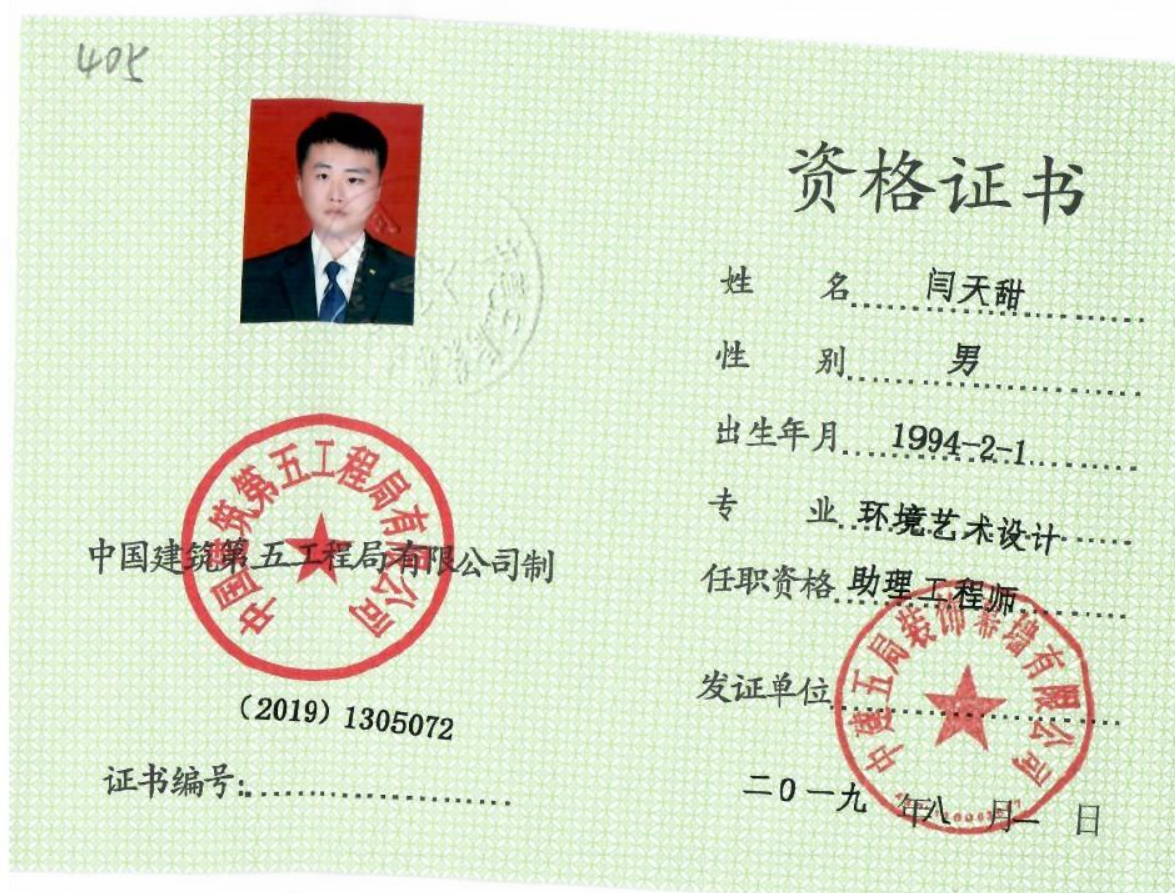 405
中国建筑第五工程局有限公司
中国建筑第五工程局有限公司制
(2019) 1305072
证书编号:
资格证书
姓 名 闫天甜
性 别 男
出生年月 1994-2-1
专 业 环境艺术设计
任职资格 助理工程师
发证单位
中建五局装饰幕墙有限公司
二0一九 年八 月一 日